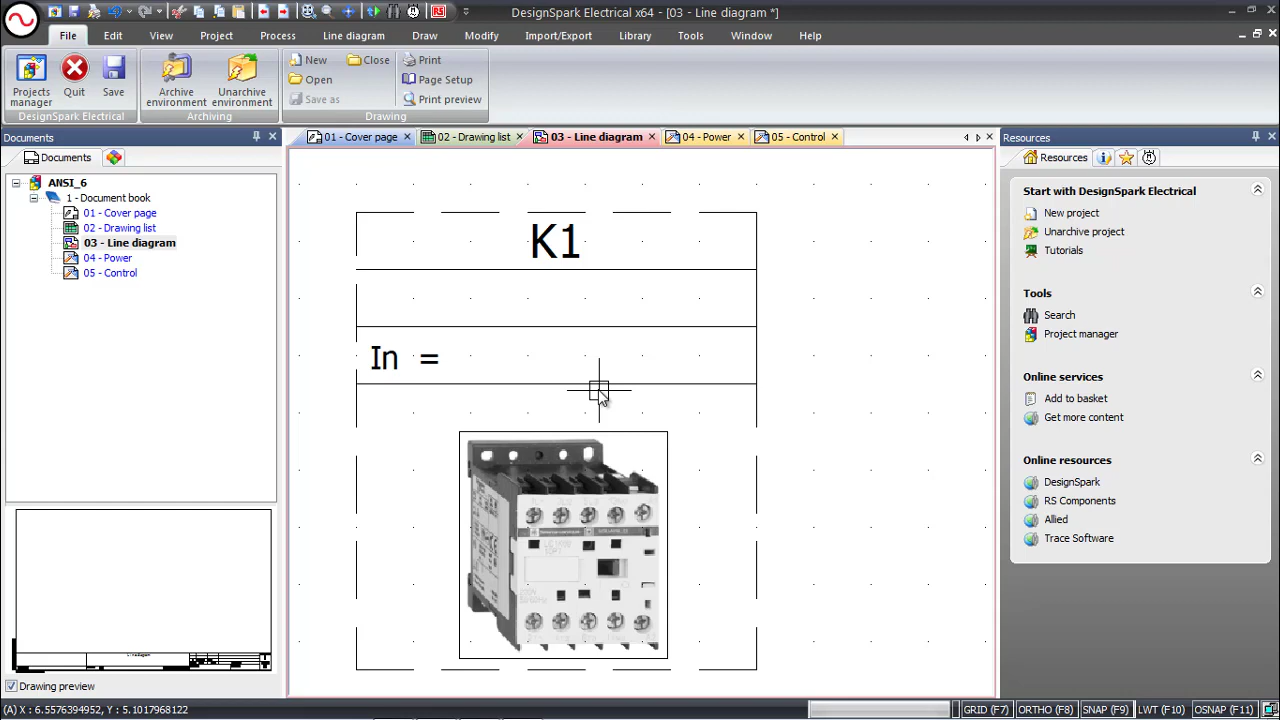 DesignSpark Electrical x64 - [03 - Line diagram *]
File Edit View Project Process Line diagram Draw Modify Import/Export Library Tools Window Help
Projects manager
Quit
Save
DesignSpark Electrical
Archive environment
Unarchive environment
Archiving
New
Open
Save as
Close
Print
Page Setup
Print preview
Drawing
Documents
Documents
ANSI_6
1 - Document book
01 - Cover page
02 - Drawing list
03 - Line diagram
04 - Power
05 - Control
Drawing preview
01 - Cover page
02 - Drawing list
03 - Line diagram
04 - Power
05 - Control
K1
In =
Resources
Resources
Start with DesignSpark Electrical
New project
Unarchive project
Tutorials
Tools
Search
Project manager
Online services
Add to basket
Get more content
Online resources
DesignSpark
RS Components
Allied
Trace Software
(A) X : 6.5576394952, Y : 5.1017968122
GRID (F7) ORTHO (F8) SNAP (F9) LWT (F10) OSNAP (F11)